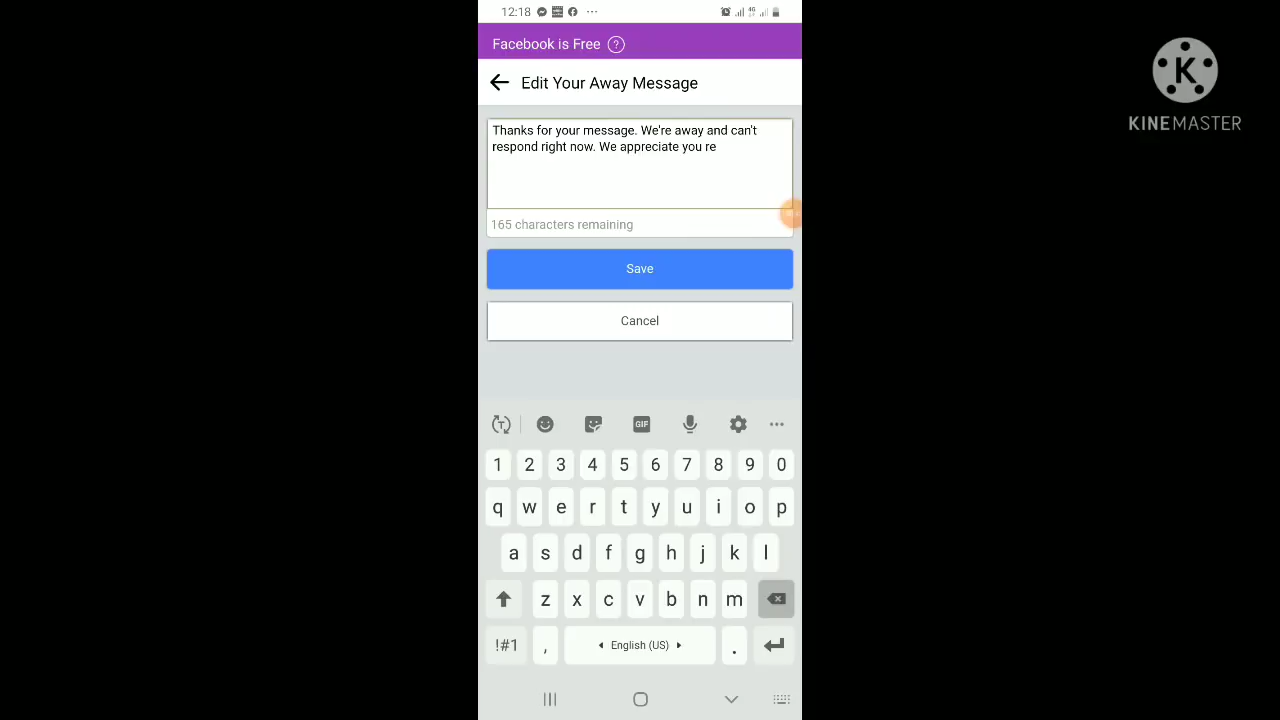 12:18
4G
Facebook is Free ?
Edit Your Away Message
Thanks for your message. We're away and can't
respond right now. We appreciate you re
165 characters remaining
Save
Cancel
T
GIF
1 2 3 4 5 6 7 8 9 0
q w e r t y u i o p
a s d f g h j k l
z x c v b n m
!#1 , English (US) .
K
KINEMASTER